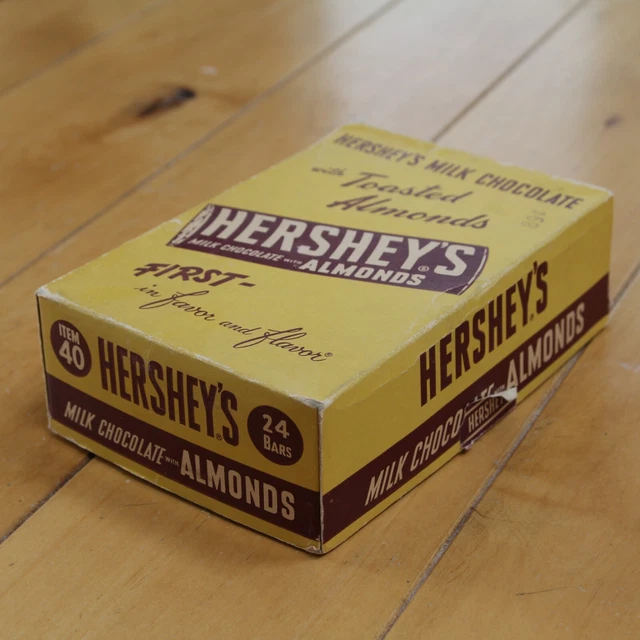 HERSHEY'S MILK CHOCOLATE
with Toasted
Almonds
HERSHEY'S®
MILK CHOCOLATE WITH ALMONDS
FIRST-
in favor and flavor®
ITEM
40
HERSHEY'S®
24
BARS
MILK CHOCOLATE WITH ALMONDS
HERSHEY'S
MILK CHOCO ALMONDS
HERSHEY